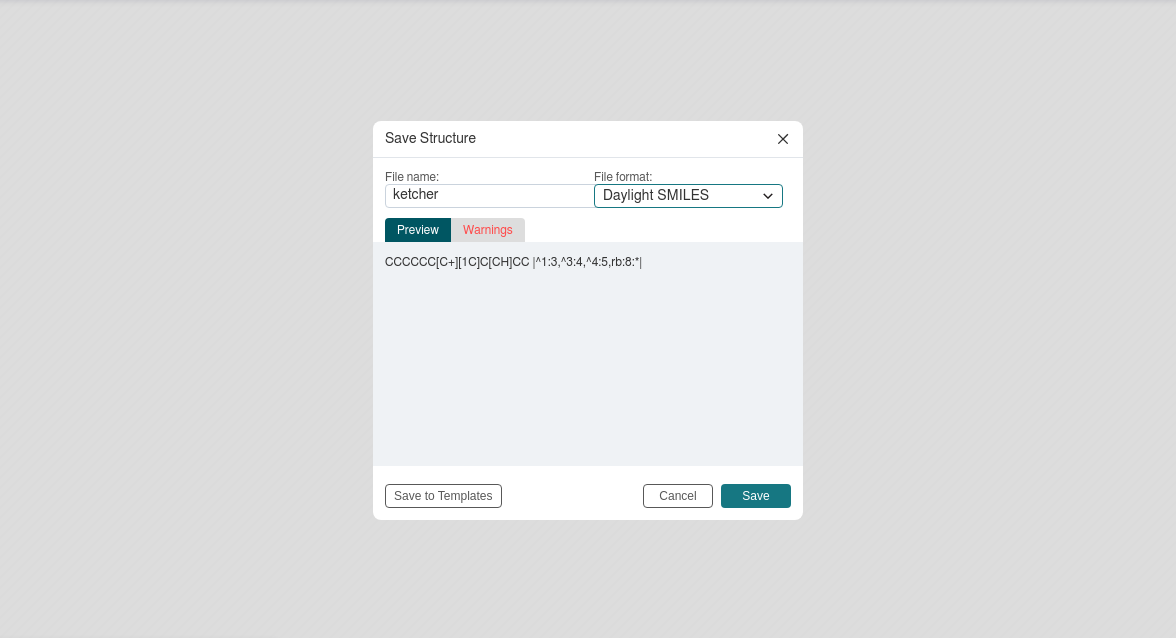 Save Structure
File name:
File format:
ketcher
Daylight SMILES
Preview
Warnings
CCCCCC[C+][1C]C[CH]CC |^1:3,^3:4,^4:5,rb:8:*|
Save to Templates
Cancel
Save